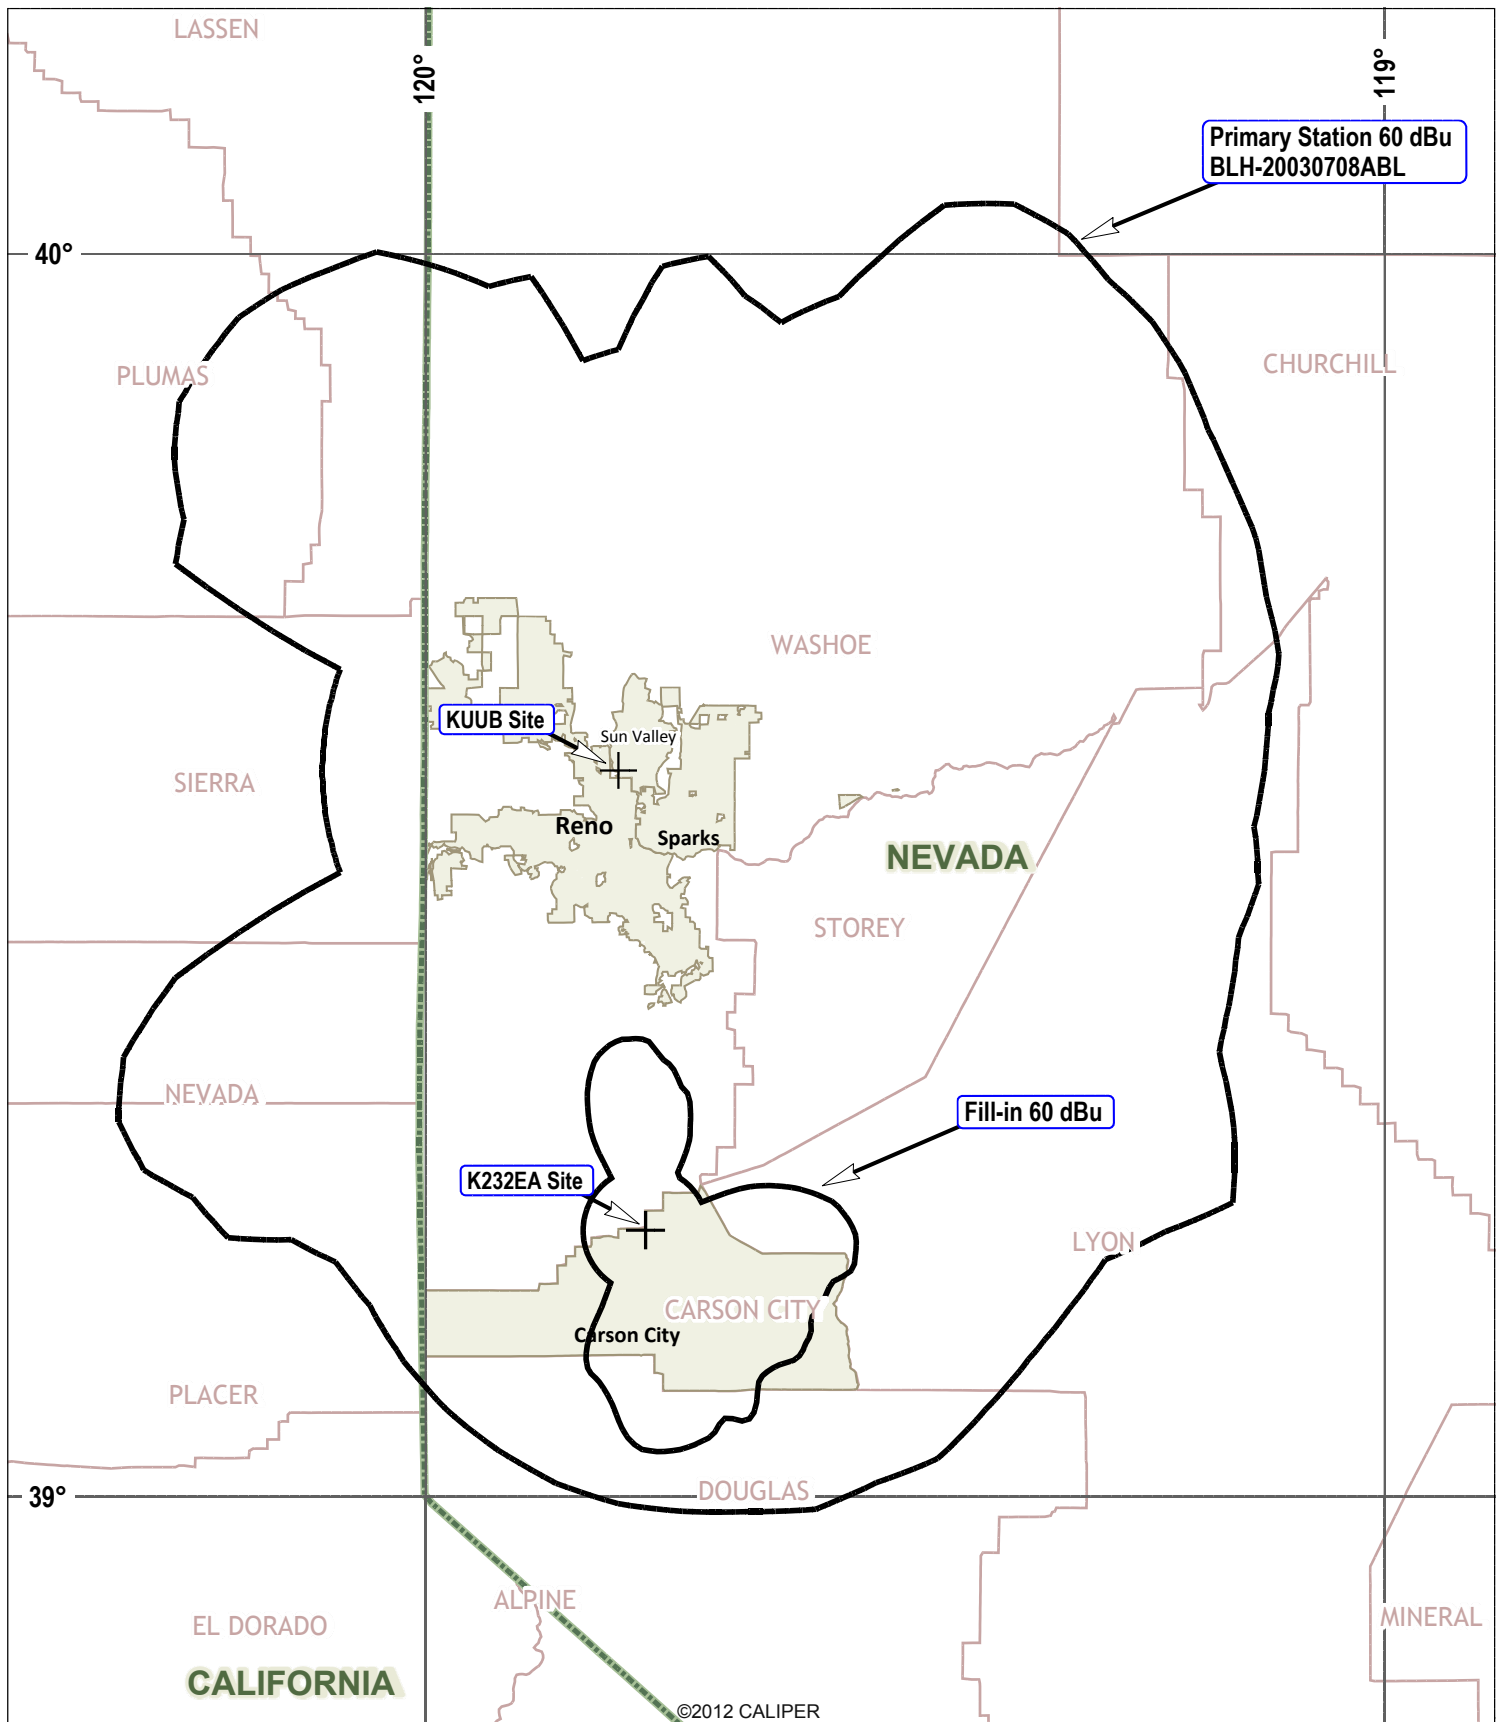 LASSEN
120°
119°
Primary Station 60 dBu
BLH-20030708ABL
40°
PLUMAS
CHURCHILL
WASHOE
KUUB Site
Sun Valley
SIERRA
Reno
Sparks
NEVADA
STOREY
NEVADA
Fill-in 60 dBu
K232EA Site
LYON
CARSON CITY
Carson City
PLACER
39°
DOUGLAS
ALPINE
EL DORADO
MINERAL
CALIFORNIA
©2012 CALIPER